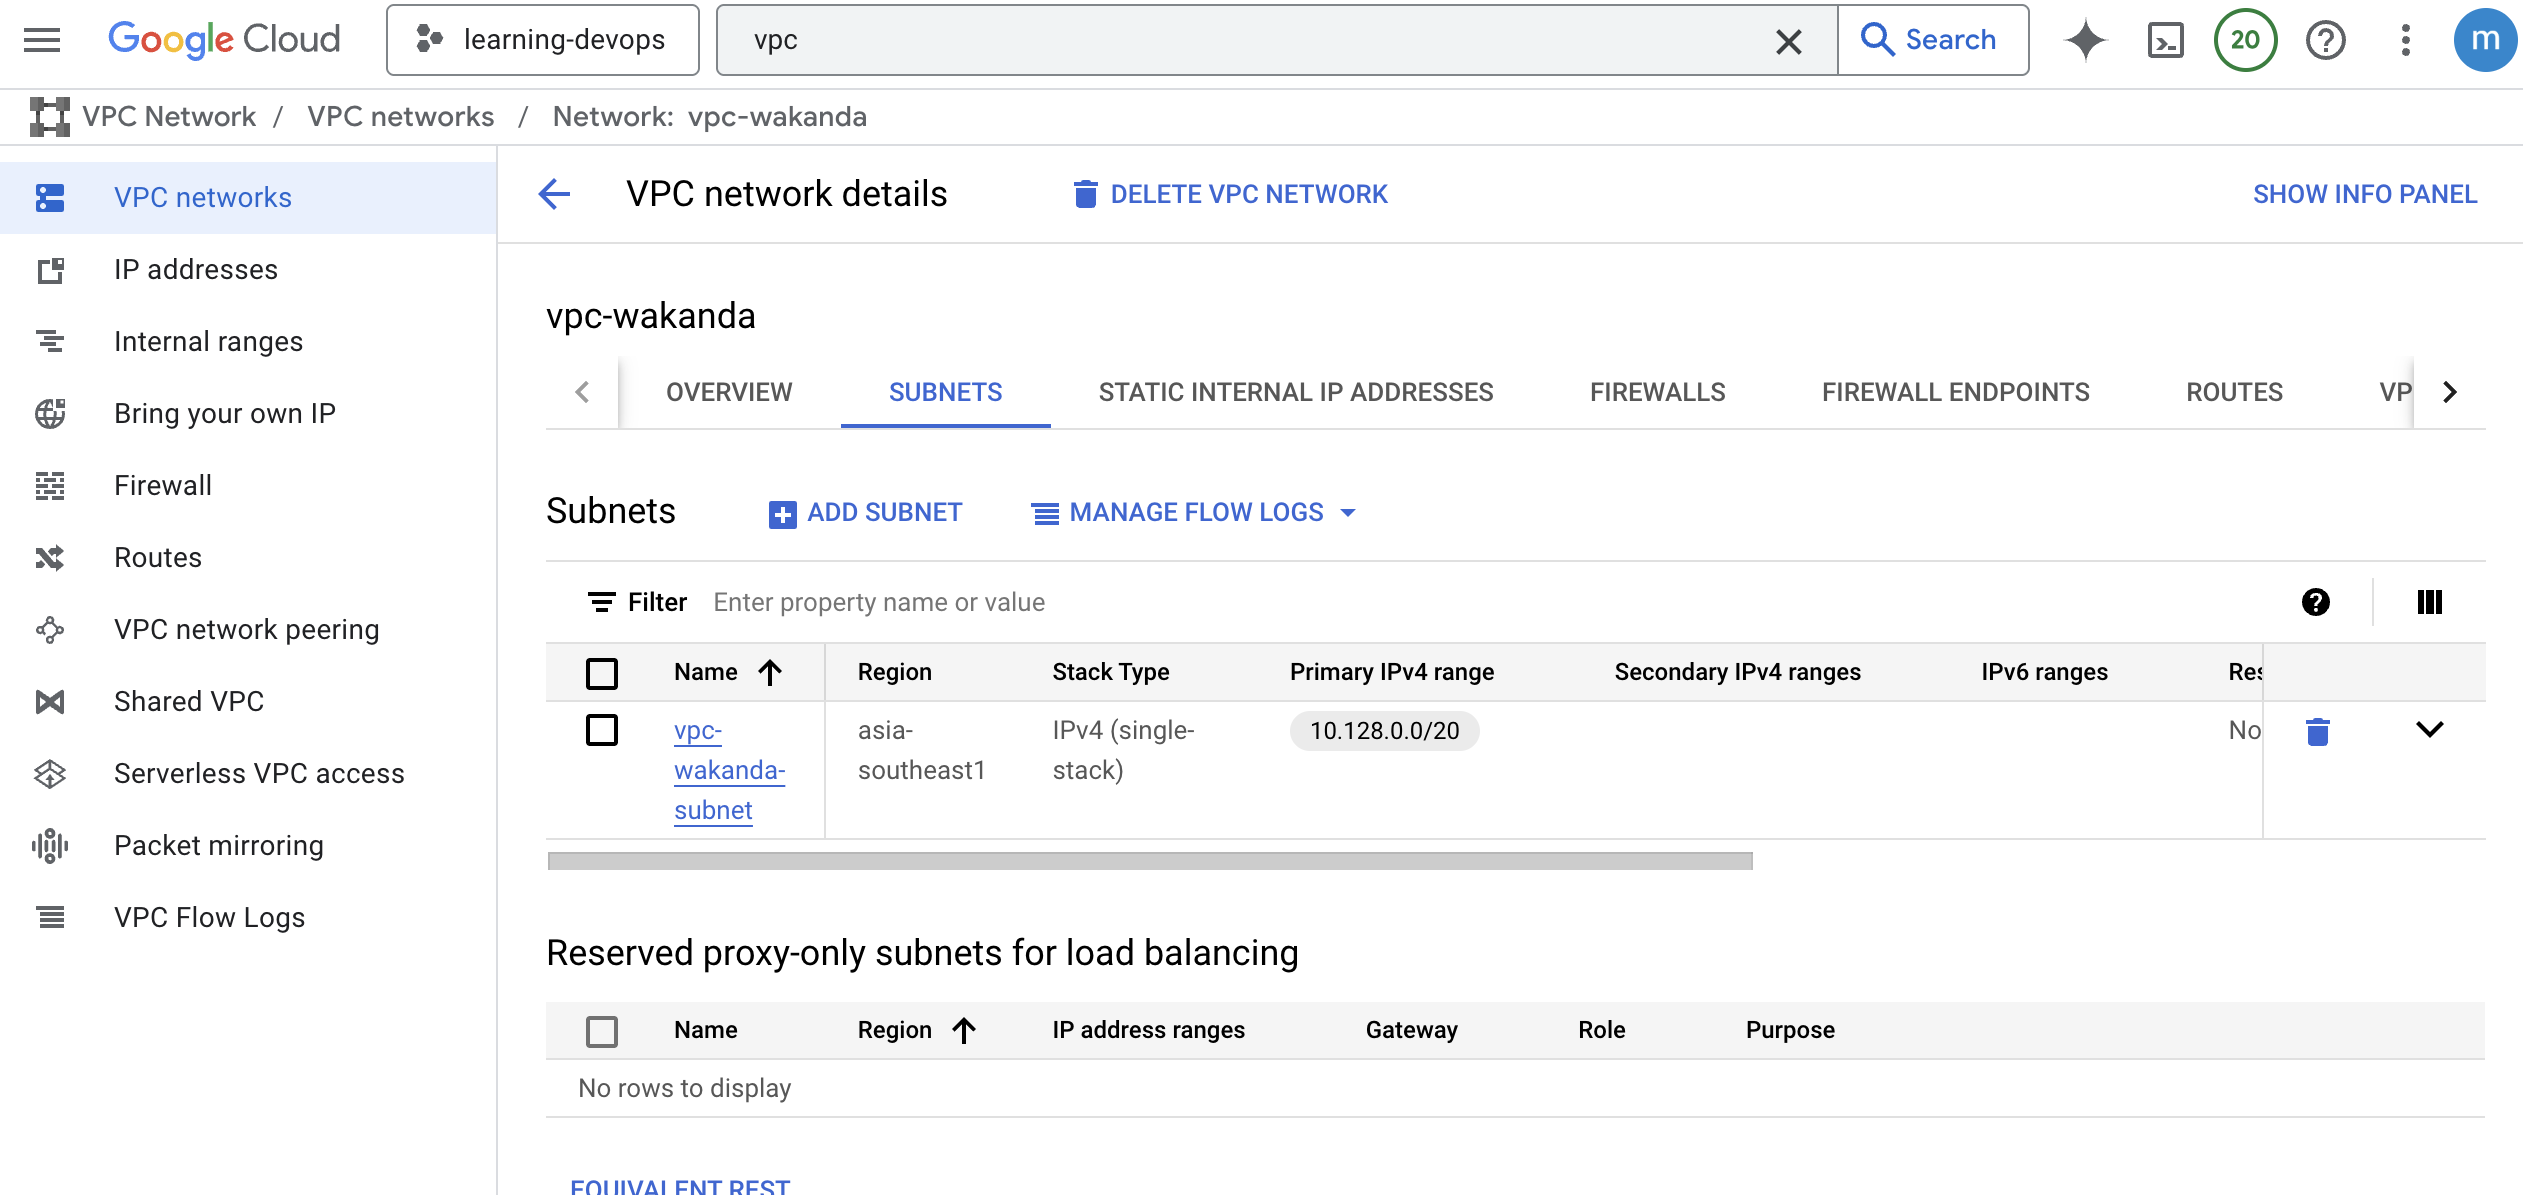 Google Cloud
learning-devops
vpc
Search
20
m
VPC Network / VPC networks / Network: vpc-wakanda
VPC networks
IP addresses
Internal ranges
Bring your own IP
Firewall
Routes
VPC network peering
Shared VPC
Serverless VPC access
Packet mirroring
VPC Flow Logs
VPC network details
DELETE VPC NETWORK
SHOW INFO PANEL
vpc-wakanda
OVERVIEW SUBNETS STATIC INTERNAL IP ADDRESSES FIREWALLS FIREWALL ENDPOINTS ROUTES VP
Subnets
ADD SUBNET
MANAGE FLOW LOGS
Filter Enter property name or value
Name Region Stack Type Primary IPv4 range Secondary IPv4 ranges IPv6 ranges Res
vpc-
wakanda-
subnet
asia-
southeast1
IPv4 (single-
stack)
10.128.0.0/20
No
Reserved proxy-only subnets for load balancing
Name Region IP address ranges Gateway Role Purpose
No rows to display
EQUIVALENT REST